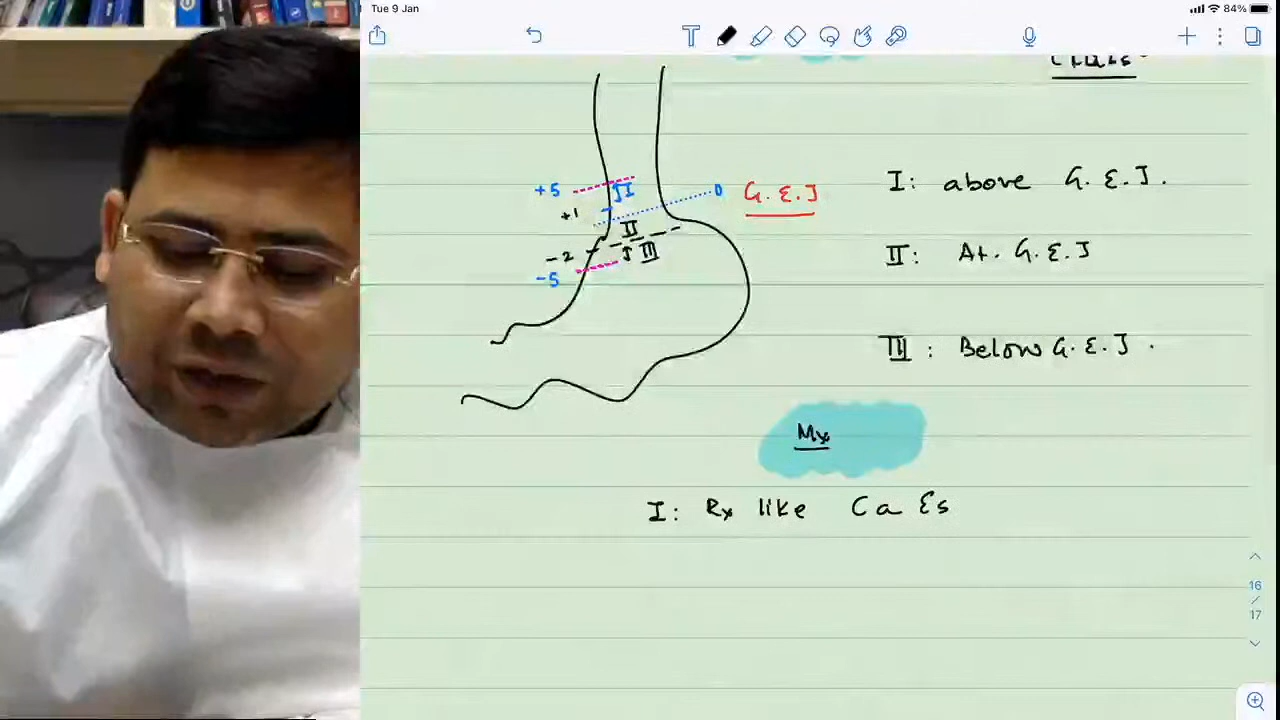 Tue 9 Jan
84%
T
class
+5
I
0
G.E.J
+1
II
-2
III
-5
I: above G.E.J.
II: At. G.E.J
III: Below G.E.J.
Mx
I: Rx like Ca Es
16
17